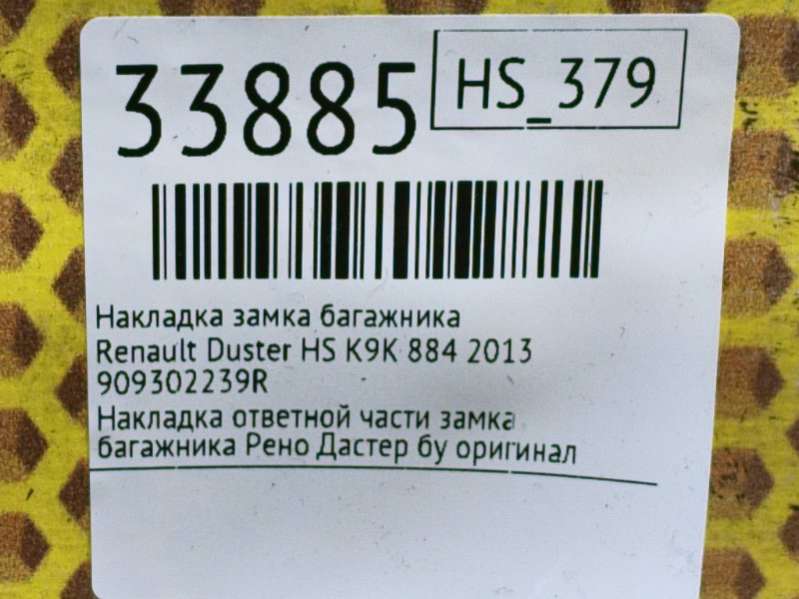 33885
HS_379
Накладка замка багажника
Renault Duster HS K9K 884 2013
909302239R
Накладка ответной части замка
багажника Рено Дастер бу оригинал